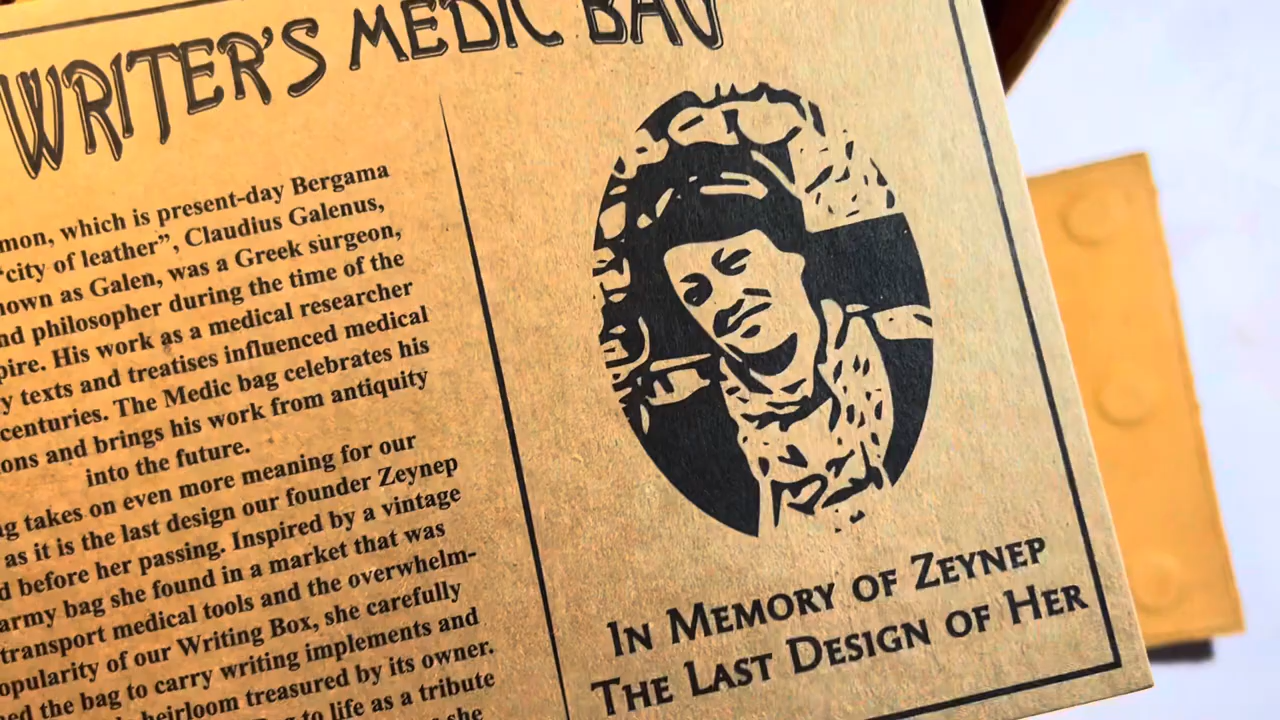 WRITER'S MEDIC BAG
mon, which is present-day Bergama
"city of leather", Claudius Galenus,
nown as Galen, was a Greek surgeon,
nd philosopher during the time of the
pire. His work as a medical researcher
y texts and treatises influenced medical
centuries. The Medic bag celebrates his
ons and brings his work from antiquity
into the future.
g takes on even more meaning for our
as it is the last design our founder Zeynep
d before her passing. Inspired by a vintage
army bag she found in a market that was
transport medical tools and the overwhelm-
opularity of our Writing Box, she carefully
ed the bag to carry writing implements and
heirloom treasured by its owner.
to life as a tribute
she
In Memory of Zeynep
The Last Design of Her